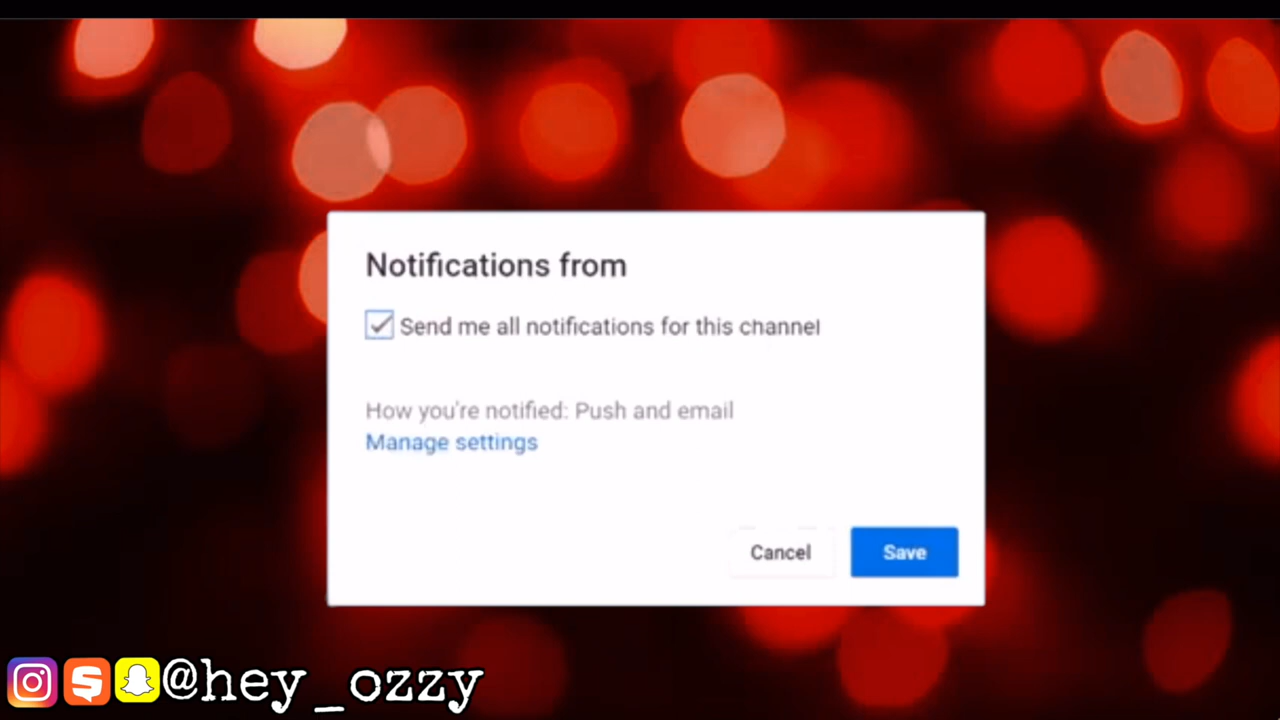 Notifications from
Send me all notifications for this channel
How you're notified: Push and email
Manage settings
Cancel
Save
@hey_ozzy